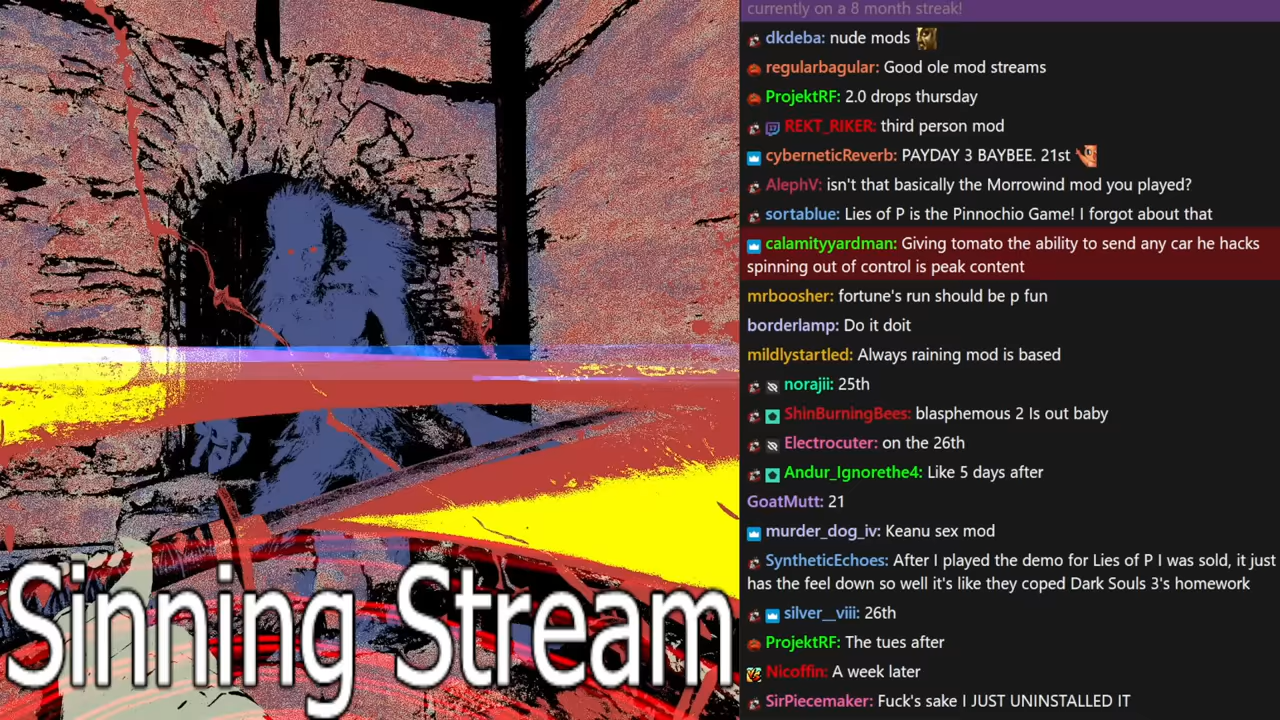 currently on a 8 month streak!
dkdeba: nude mods
regularbagular: Good ole mod streams
ProjektRF: 2.0 drops thursday
REKT_RIKER: third person mod
cyberneticReverb: PAYDAY 3 BAYBEE. 21st
AlephV: isn't that basically the Morrowind mod you played?
sortablue: Lies of P is the Pinnochio Game! I forgot about that
calamityyardman: Giving tomato the ability to send any car he hacks
spinning out of control is peak content
mrboosher: fortune's run should be p fun
borderlamp: Do it doit
mildlystartled: Always raining mod is based
norajii: 25th
ShinBurningBees: blasphemous 2 Is out baby
Electrocuter: on the 26th
Andur_Ignorethe4: Like 5 days after
GoatMutt: 21
murder_dog_iv: Keanu sex mod
SyntheticEchoes: After I played the demo for Lies of P I was sold, it just
has the feel down so well it's like they coped Dark Souls 3's homework
silver__viii: 26th
ProjektRF: The tues after
Nicoffin: A week later
SirPiecemaker: Fuck's sake I JUST UNINSTALLED IT
Sinning Stream